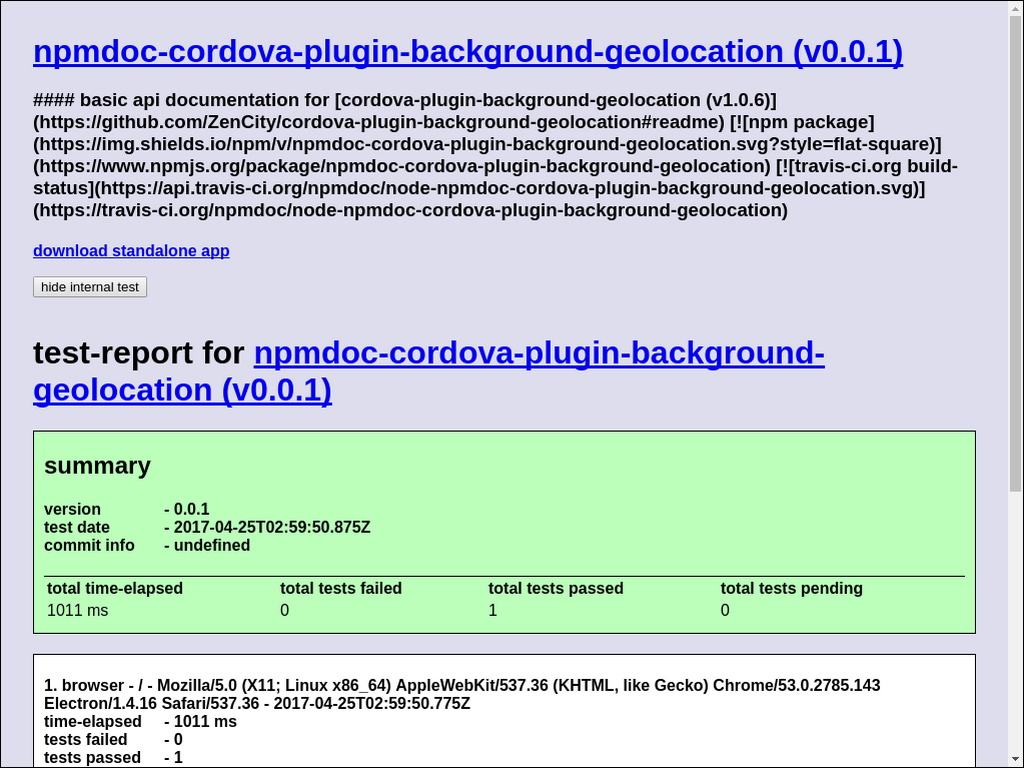 npmdoc-cordova-plugin-background-geolocation (v0.0.1)
#### basic api documentation for [cordova-plugin-background-geolocation (v1.0.6)]
(https://github.com/ZenCity/cordova-plugin-background-geolocation#readme) [![npm package]
(https://img.shields.io/npm/v/npmdoc-cordova-plugin-background-geolocation.svg?style=flat-square)]
(https://www.npmjs.org/package/npmdoc-cordova-plugin-background-geolocation) [![travis-ci.org build-
status](https://api.travis-ci.org/npmdoc/node-npmdoc-cordova-plugin-background-geolocation.svg)]
(https://travis-ci.org/npmdoc/node-npmdoc-cordova-plugin-background-geolocation)
download standalone app
hide internal test
test-report for npmdoc-cordova-plugin-background-
geolocation (v0.0.1)
summary
version - 0.0.1
test date - 2017-04-25T02:59:50.875Z
commit info - undefined
total time-elapsed total tests failed total tests passed total tests pending
1011 ms 0 1 0
1. browser - / - Mozilla/5.0 (X11; Linux x86_64) AppleWebKit/537.36 (KHTML, like Gecko) Chrome/53.0.2785.143
Electron/1.4.16 Safari/537.36 - 2017-04-25T02:59:50.775Z
time-elapsed - 1011 ms
tests failed - 0
tests passed - 1